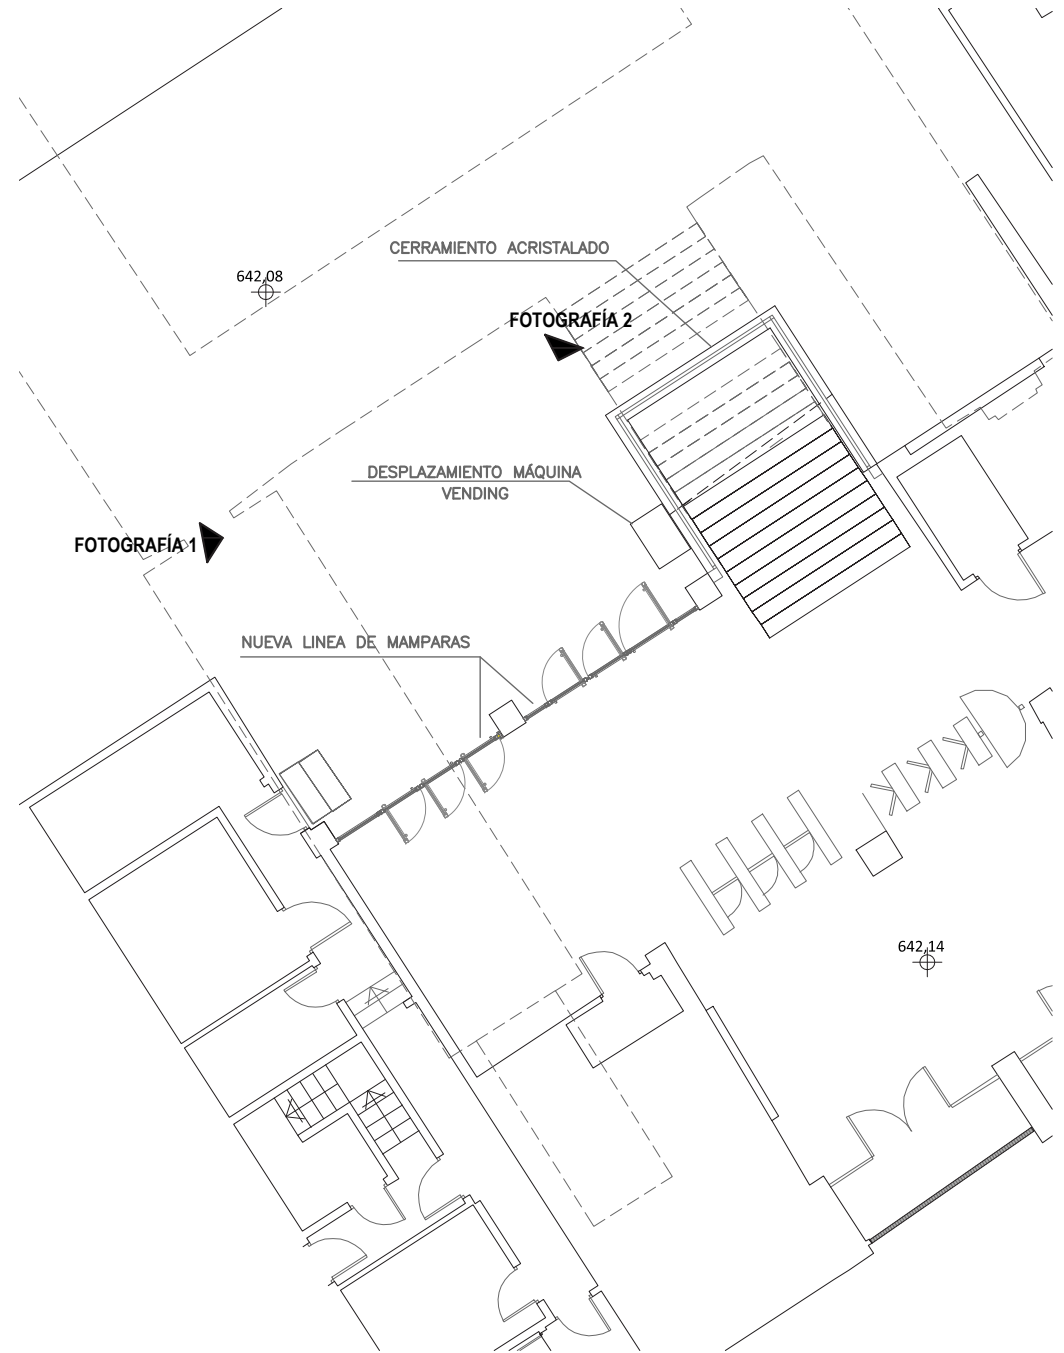 CERRAMIENTO ACRISTALADO
642,08
FOTOGRAFÍA 2
DESPLAZAMIENTO MÁQUINA
VENDING
FOTOGRAFÍA 1
NUEVA LINEA DE MAMPARAS
642,14